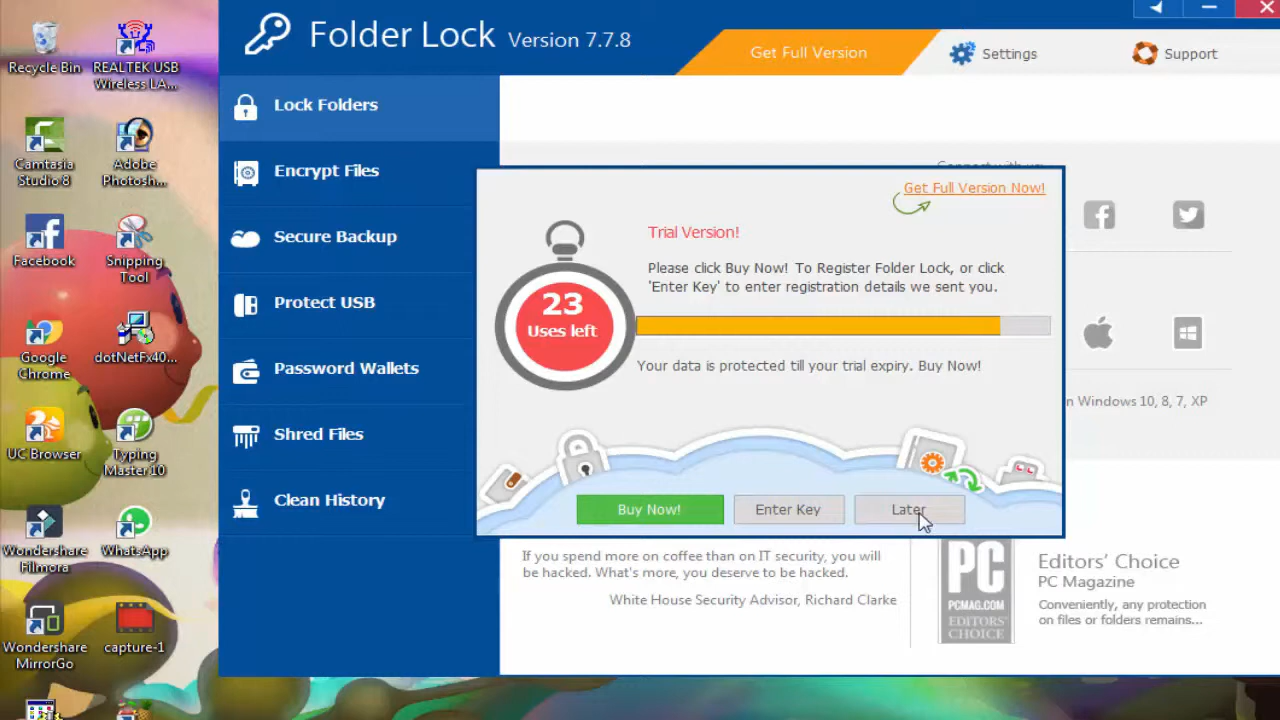 Recycle Bin
REALTEK USB
Wireless LA...
Camtasia
Studio 8
Adobe
Photosh...
Facebook
Snipping
Tool
Google
Chrome
dotNetFx40...
UC Browser
Typing
Master 10
Wondershare
Filmora
WhatsApp
Wondershare
MirrorGo
capture-1
Folder Lock Version 7.7.8
Get Full Version
Settings
Support
Lock Folders
Encrypt Files
Secure Backup
Protect USB
Password Wallets
Shred Files
Clean History
Get Full Version Now!
Trial Version!
Please click Buy Now! To Register Folder Lock, or click
'Enter Key' to enter registration details we sent you.
23
Uses left
Your data is protected till your trial expiry. Buy Now!
Buy Now!
Enter Key
Later
n Windows 10, 8, 7, XP
If you spend more on coffee than on IT security, you will
be hacked. What's more, you deserve to be hacked.
White House Security Advisor, Richard Clarke
PC
PCMAG.COM
EDITORS'
CHOICE
Editors' Choice
PC Magazine
Conveniently, any protection
on files or folders remains...